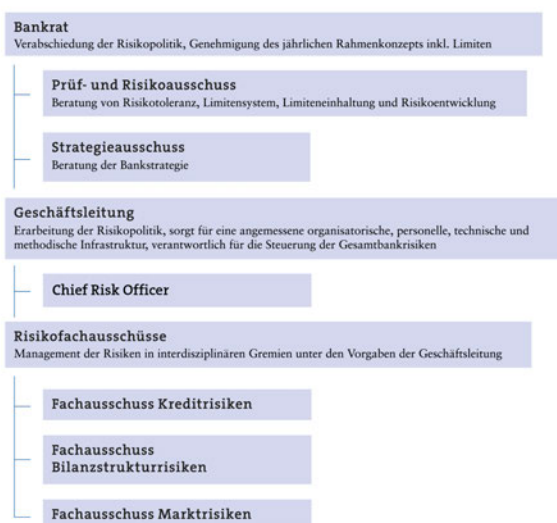 Bankrat
Verabschiedung der Risikopolitik, Genehmigung des jährlichen Rahmenkonzepts inkl. Limiten
Prüf- und Risikoausschuss
Beratung von Risikotoleranz, Limitensystem, Limiteneinhaltung und Risikoentwicklung
Strategieausschuss
Beratung der Bankstrategie
Geschäftsleitung
Erarbeitung der Risikopolitik, sorgt für eine angemessene organisatorische, personelle, technische und
methodische Infrastruktur, verantwortlich für die Steuerung der Gesamtbankrisiken
Chief Risk Officer
Risikofachausschüsse
Management der Risiken in interdisziplinären Gremien unter den Vorgaben der Geschäftsleitung
Fachausschuss Kreditrisiken
Fachausschuss
Bilanzstrukturrisiken
Fachausschuss Marktrisiken